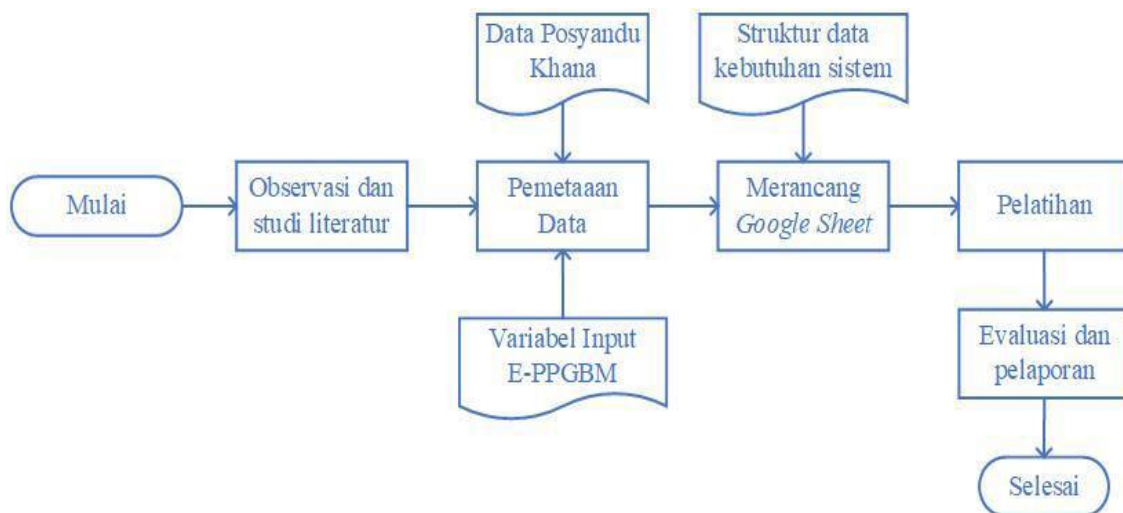 Data Posyandu
Khana
Struktur data
kebutuhan sistem
Mulai
Observasi dan
studi literatur
Pemetaaan
Data
Merancang
Google Sheet
Pelatihan
Variabel Input
E-PPGBM
Evaluasi dan
pelaporan
Selesai